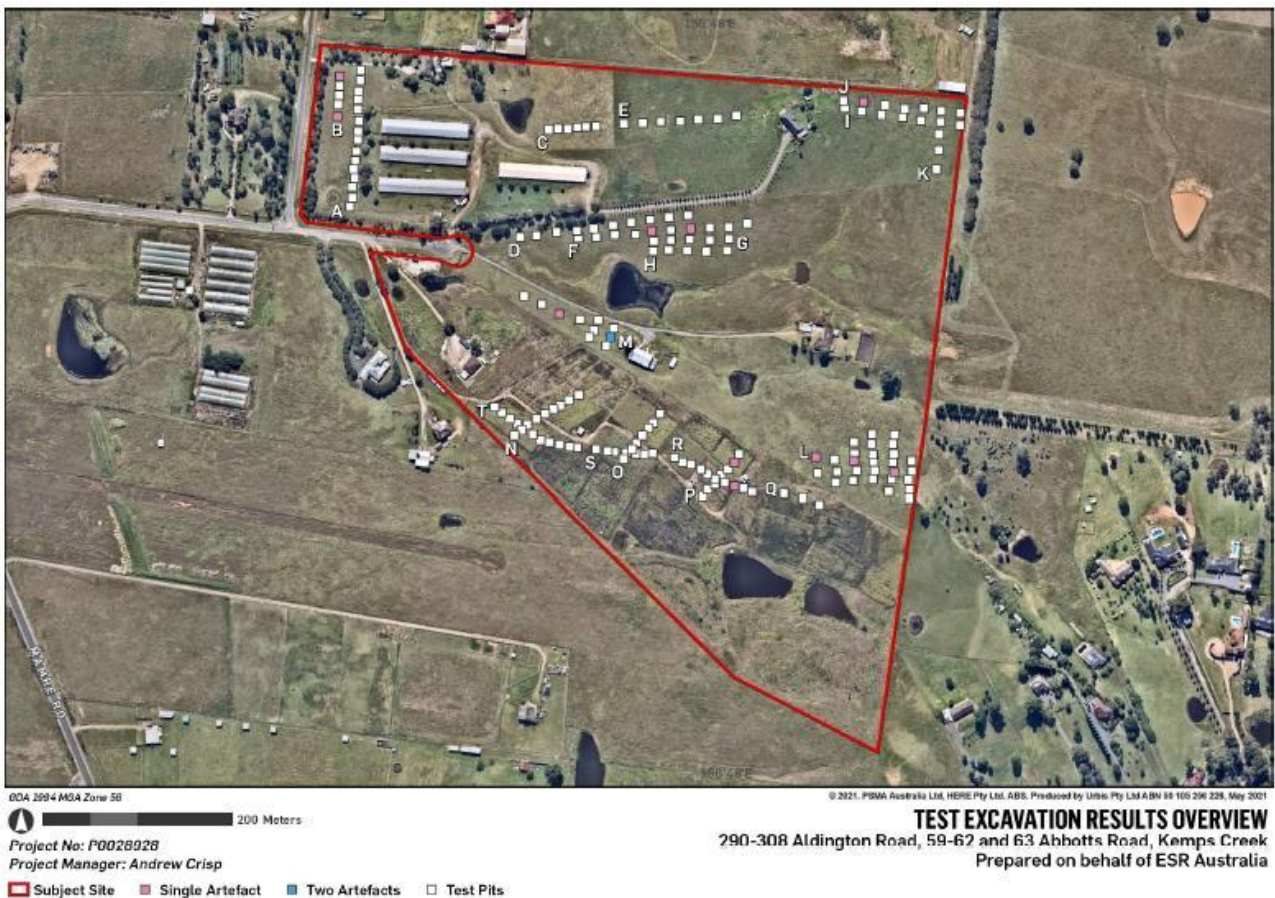 B
A
C
E
J
I
K
D
F
H
G
M
T
N
S
O
R
P
Q
L
MAMRE RD
GDA 1994 MGA Zone 56
200 Meters
Project No: P0028928
Project Manager: Andrew Crisp
© 2021. PSMA Australia Ltd, HERE Pty Ltd. ABS. Produced by Urbis Pty Ltd ABN 50 105 256 228, May 2021
TEST EXCAVATION RESULTS OVERVIEW
290-308 Aldington Road, 59-62 and 63 Abbotts Road, Kemps Creek
Prepared on behalf of ESR Australia
Subject Site Single Artefact Two Artefacts Test Pits